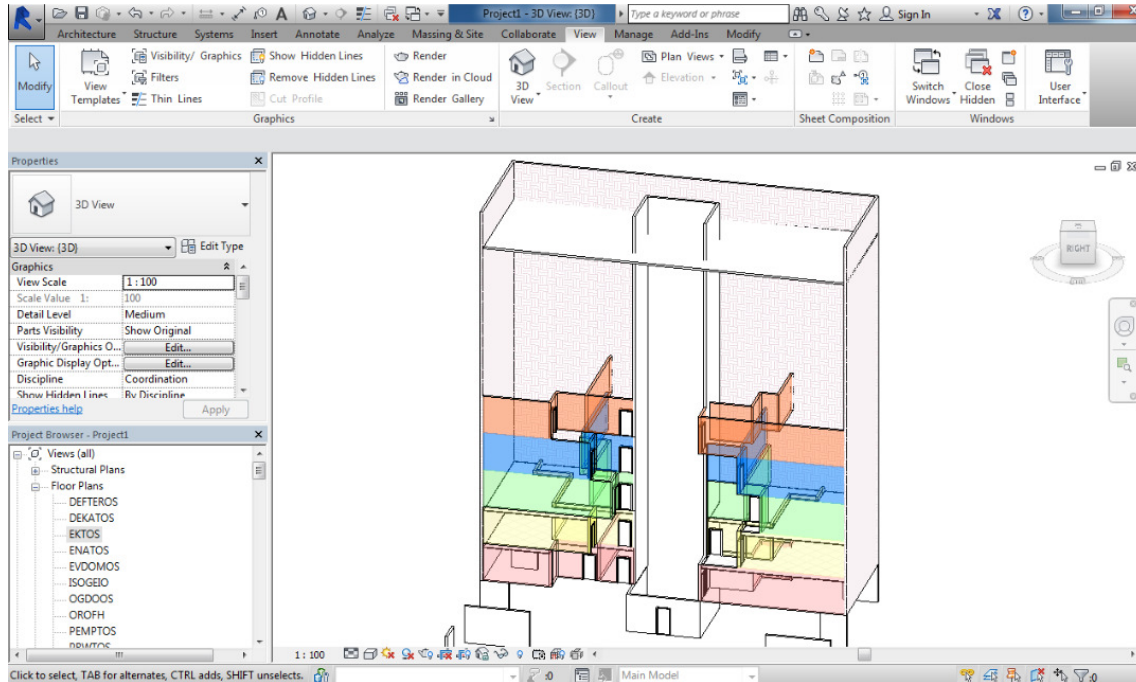 Project1 - 3D View: {3D}
Type a keyword or phrase
Sign In
Architecture Structure Systems Insert Annotate Analyze Massing & Site Collaborate View Manage Add-Ins Modify
Modify
View Templates
Visibility/ Graphics
Filters
Thin Lines
Show Hidden Lines
Remove Hidden Lines
Cut Profile
Render
Render in Cloud
Render Gallery
3D View
Section
Callout
Plan Views
Elevation
Switch Windows
Close Hidden
User Interface
Select
Graphics
Create
Sheet Composition
Windows
Properties
3D View
3D View: {3D}
Edit Type
Graphics
View Scale 1 : 100
Scale Value 1: 100
Detail Level Medium
Parts Visibility Show Original
Visibility/Graphics O... Edit...
Graphic Display Opt... Edit...
Discipline Coordination
Show Hidden Lines By Discipline
Properties help
Apply
Project Browser - Project1
Views (all)
Structural Plans
Floor Plans
DEFTEROS
DEKATOS
EKTOS
ENATOS
EVDOMOS
ISOGEIO
OGDOOS
OROFH
PEMPTOS
PRWTOS
RIGHT
1 : 100
Click to select, TAB for alternates, CTRL adds, SHIFT unselects.
:0
Main Model
:0